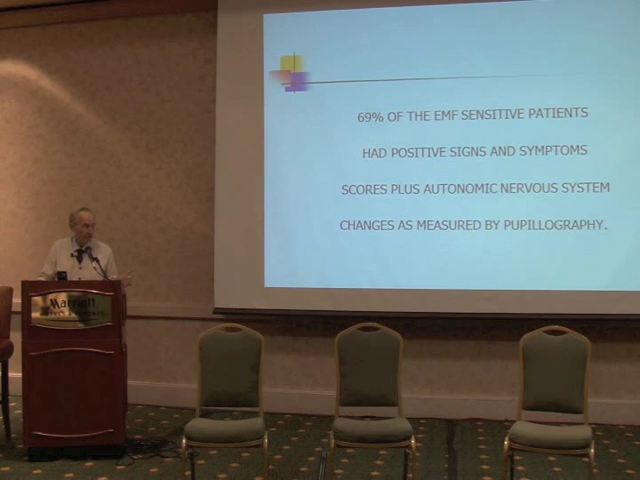 69% OF THE EMF SENSITIVE PATIENTS
HAD POSITIVE SIGNS AND SYMPTOMS
SCORES PLUS AUTONOMIC NERVOUS SYSTEM
CHANGES AS MEASURED BY PUPILLOGRAPHY.
Marriott